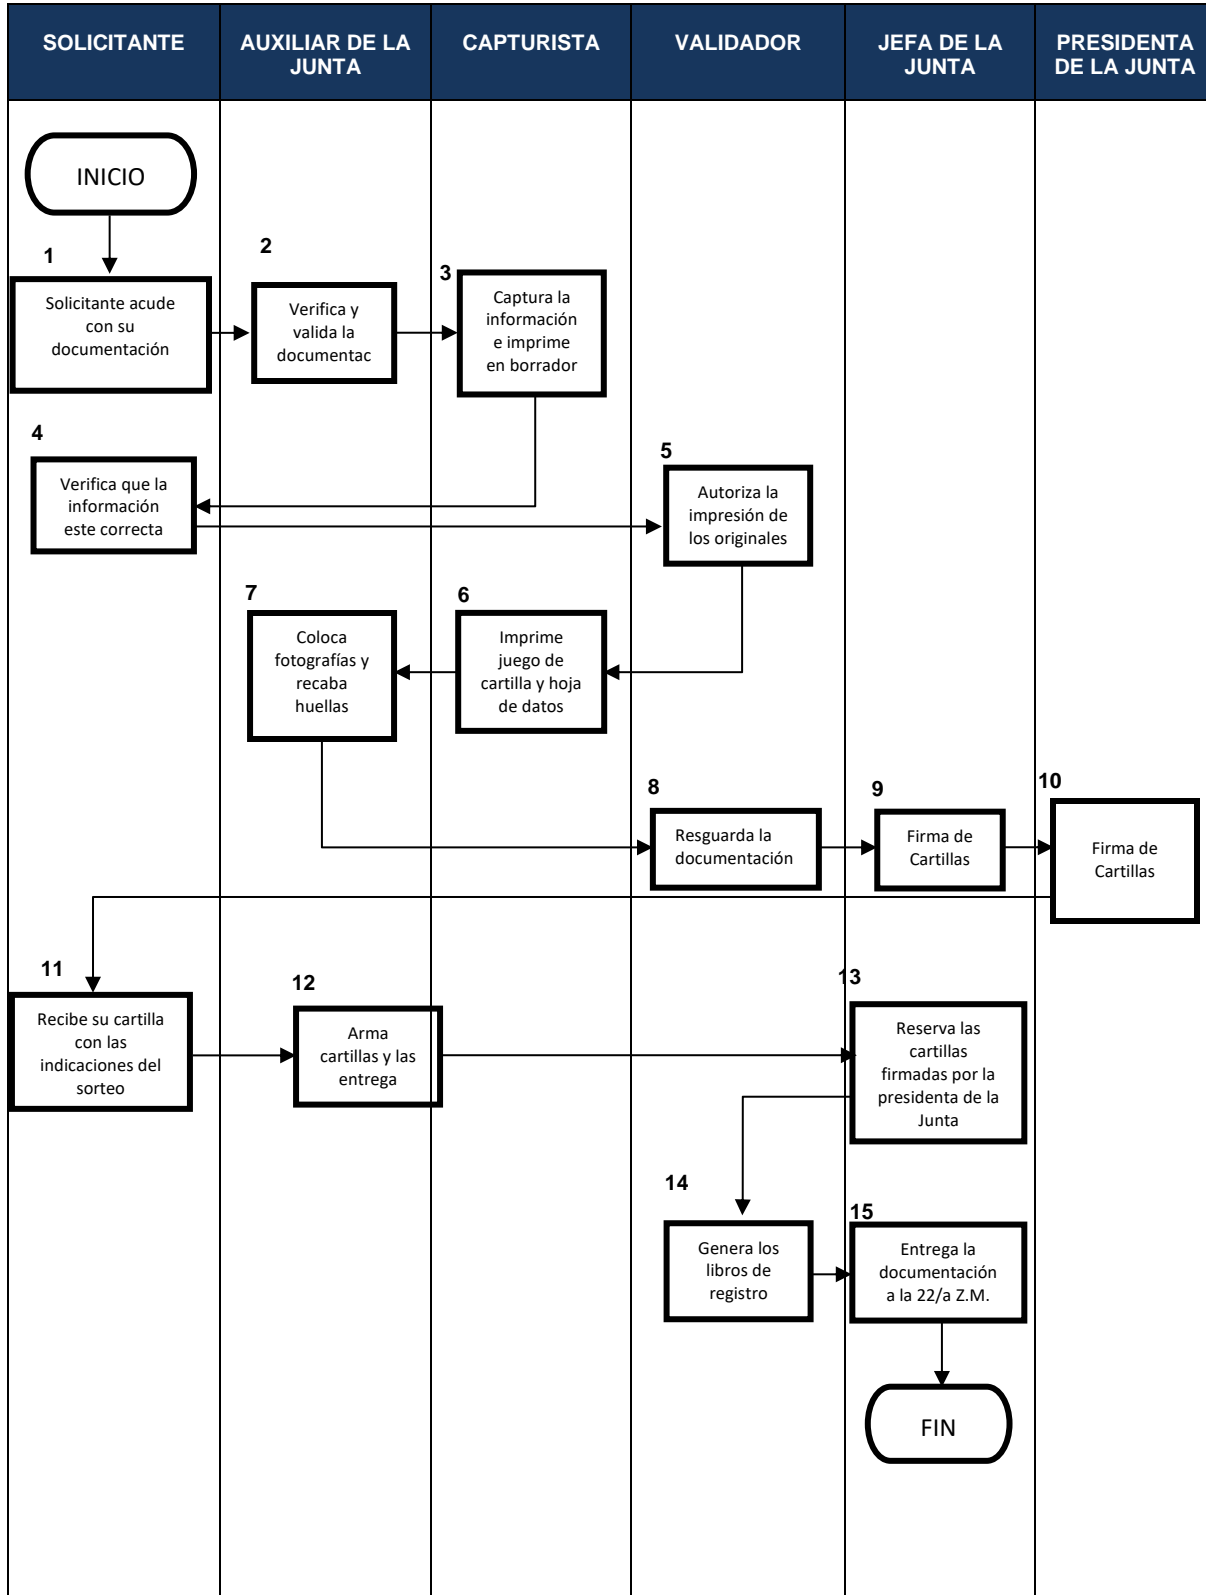 SOLICITANTE
AUXILIAR DE LA
JUNTA
CAPTURISTA
VALIDADOR
JEFA DE LA
JUNTA
PRESIDENTA
DE LA JUNTA
INICIO
1
Solicitante acude
con su
documentación
2
Verifica y
valida la
documentac
3
Captura la
información
e imprime
en borrador
4
Verifica que la
información
este correcta
5
Autoriza la
impresión de
los originales
7
Coloca
fotografías y
recaba
huellas
6
Imprime
juego de
cartilla y hoja
de datos
8
Resguarda la
documentación
9
Firma de
Cartillas
10
Firma de
Cartillas
11
Recibe su cartilla
con las
indicaciones del
sorteo
12
Arma
cartillas y las
entrega
13
Reserva las
cartillas
firmadas por la
presidenta de la
Junta
14
Genera los
libros de
registro
15
Entrega la
documentación
a la 22/a Z.M.
FIN